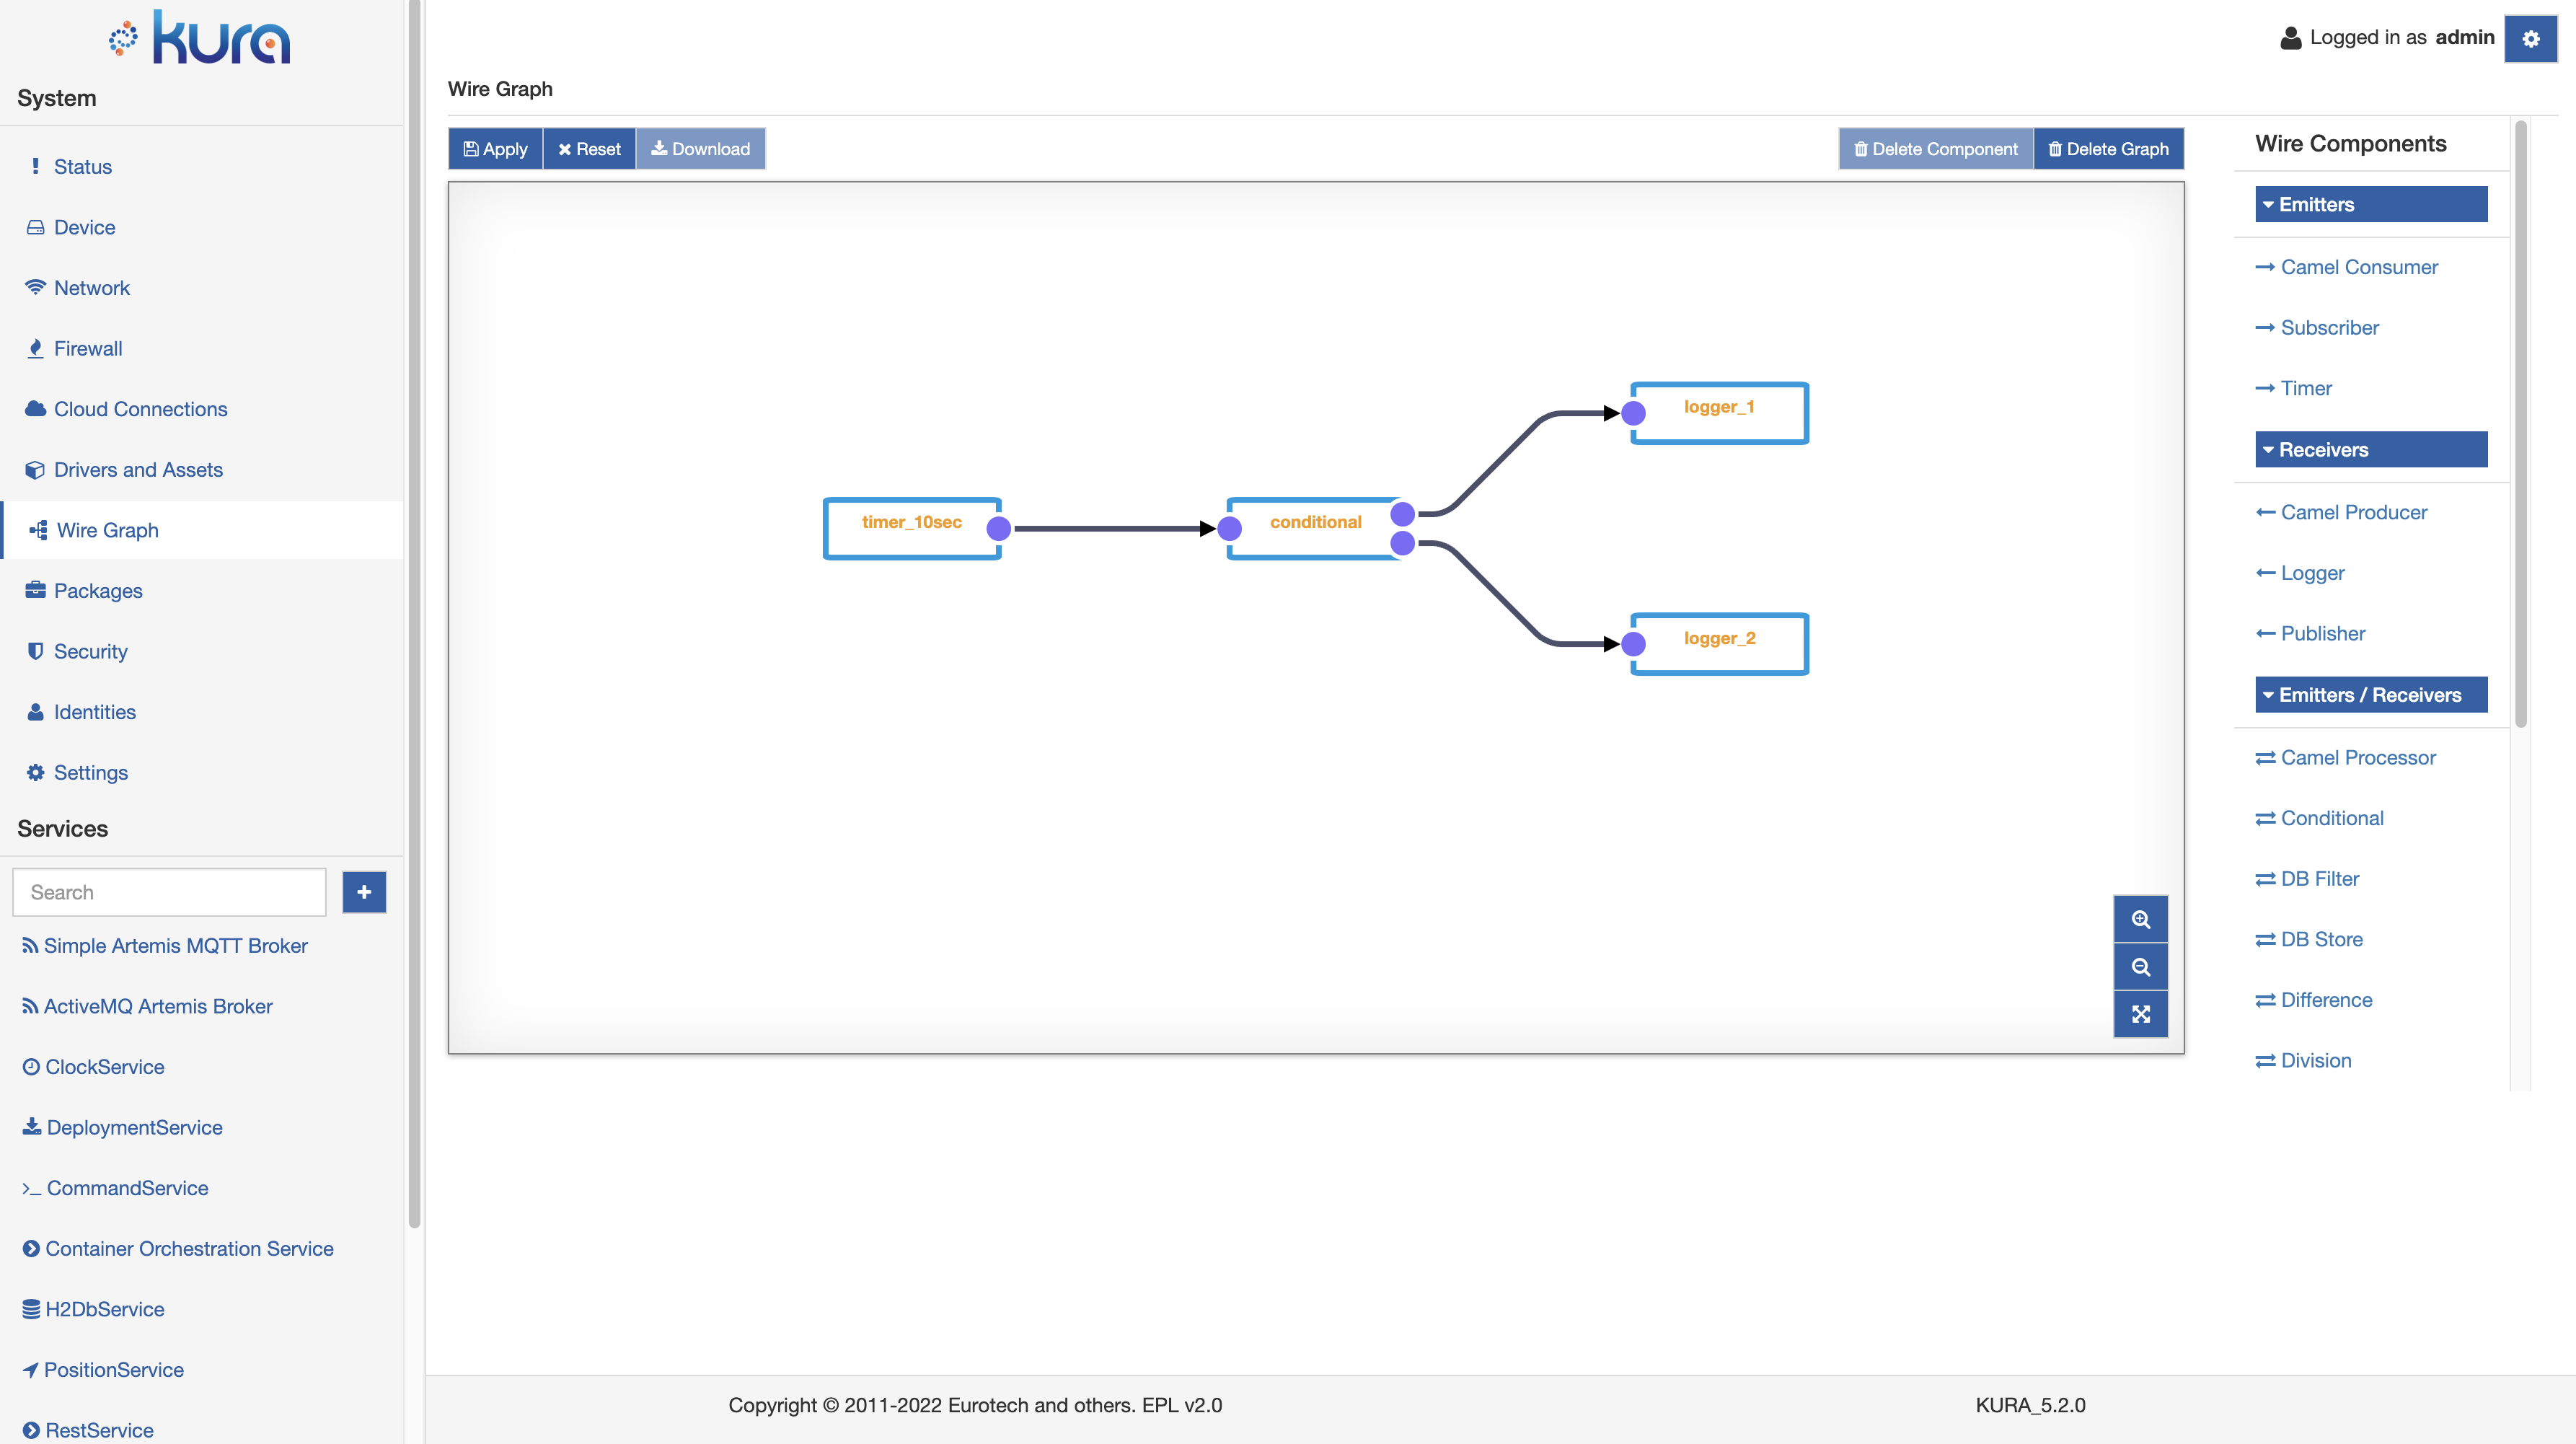 kura
System
Status
Device
Network
Firewall
Cloud Connections
Drivers and Assets
Wire Graph
Packages
Security
Identities
Settings
Services
Search
Simple Artemis MQTT Broker
ActiveMQ Artemis Broker
ClockService
DeploymentService
CommandService
Container Orchestration Service
H2DbService
PositionService
RestService
Logged in as admin
Wire Graph
Apply Reset Download
Delete Component Delete Graph
timer_10sec
conditional
logger_1
logger_2
Wire Components
Emitters
Camel Consumer
Subscriber
Timer
Receivers
Camel Producer
Logger
Publisher
Emitters / Receivers
Camel Processor
Conditional
DB Filter
DB Store
Difference
Division
Copyright © 2011-2022 Eurotech and others. EPL v2.0
KURA_5.2.0